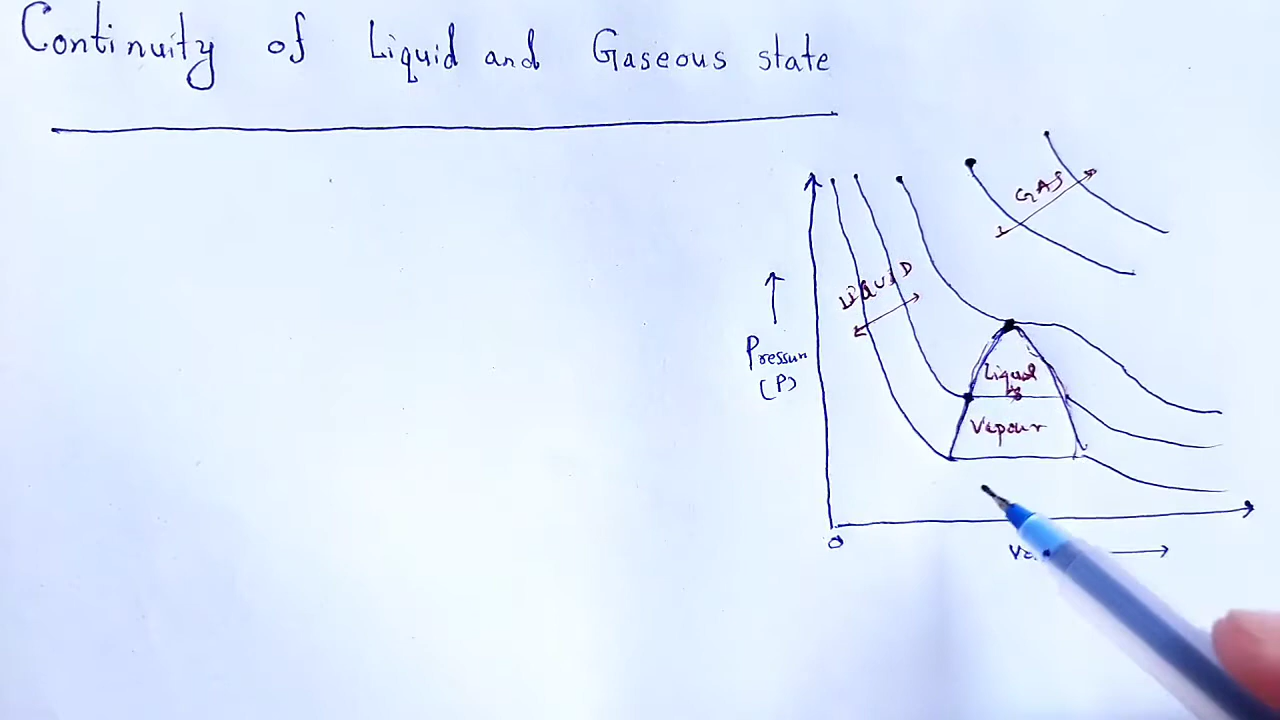 Continuity of Liquid and Gaseous state
GAS
LIQUID
Pressure
(P)
Liquid
Vapour
O